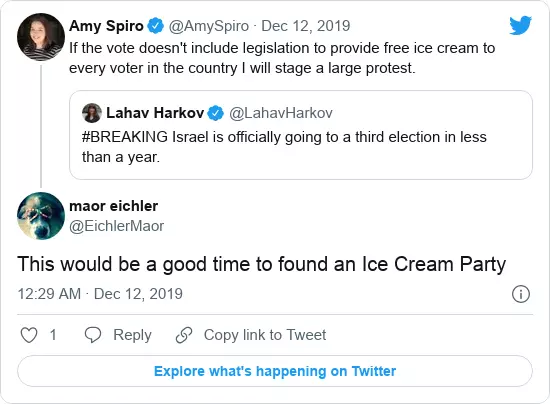 Amy Spiro @AmySpiro · Dec 12, 2019
If the vote doesn't include legislation to provide free ice cream to
every voter in the country I will stage a large protest.
Lahav Harkov @LahavHarkov
#BREAKING Israel is officially going to a third election in less
than a year.
maor eichler
@EichlerMaor
This would be a good time to found an Ice Cream Party
12:29 AM · Dec 12, 2019
1 Reply Copy link to Tweet
Explore what's happening on Twitter